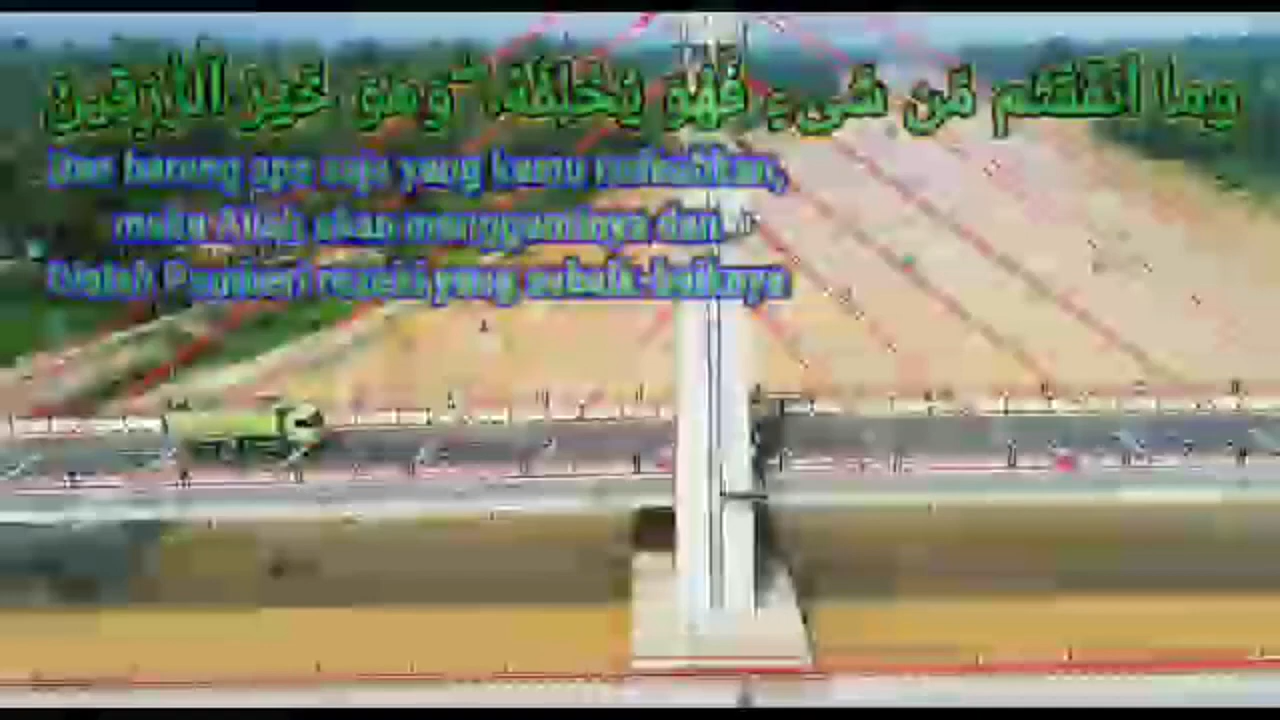 وما أنفقتم من شيء فهو يخلفه وهو خير الرازقين
Dan barang apa saja yang kamu nafkahkan,
maka Allah akan menggantinya dan
Dialah Pemberi rezeki yang sebaik-baiknya